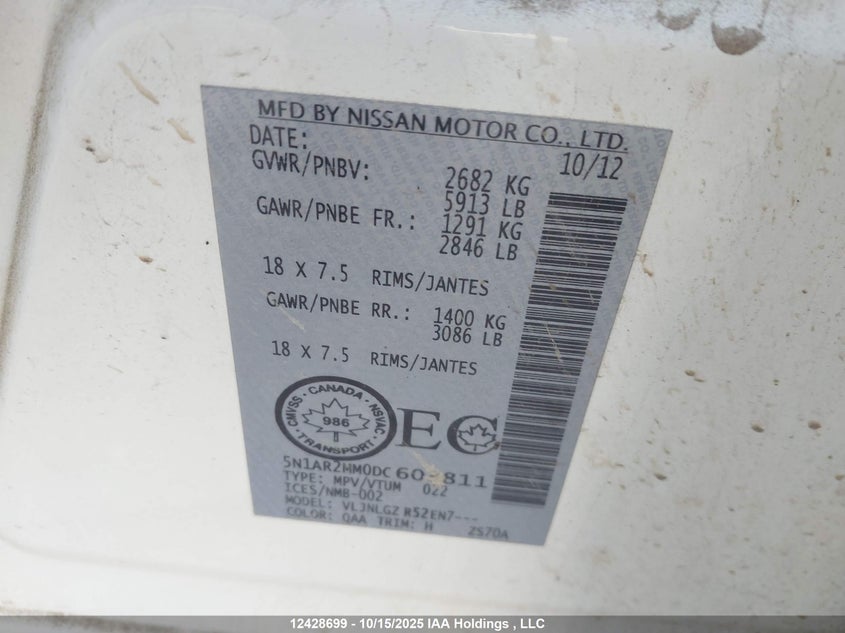 MFD BY NISSAN MOTOR CO., LTD.
DATE: 10/12
GVWR/PNBV: 2682 KG
5913 LB
GAWR/PNBE FR.: 1291 KG
2846 LB
18 X 7.5 RIMS/JANTES
GAWR/PNBE RR.: 1400 KG
3086 LB
18 X 7.5 RIMS/JANTES
CANADA
CMVSS NSVAC
986
TRANSPORT
EC
TYPE: MPV/VTUM 022
ICES/NMB-002
MODEL: VLJNLGZ R52EN7---
COLOR: QAA TRIM: H 2S70A
12428699 - 10/15/2025 IAA Holdings , LLC